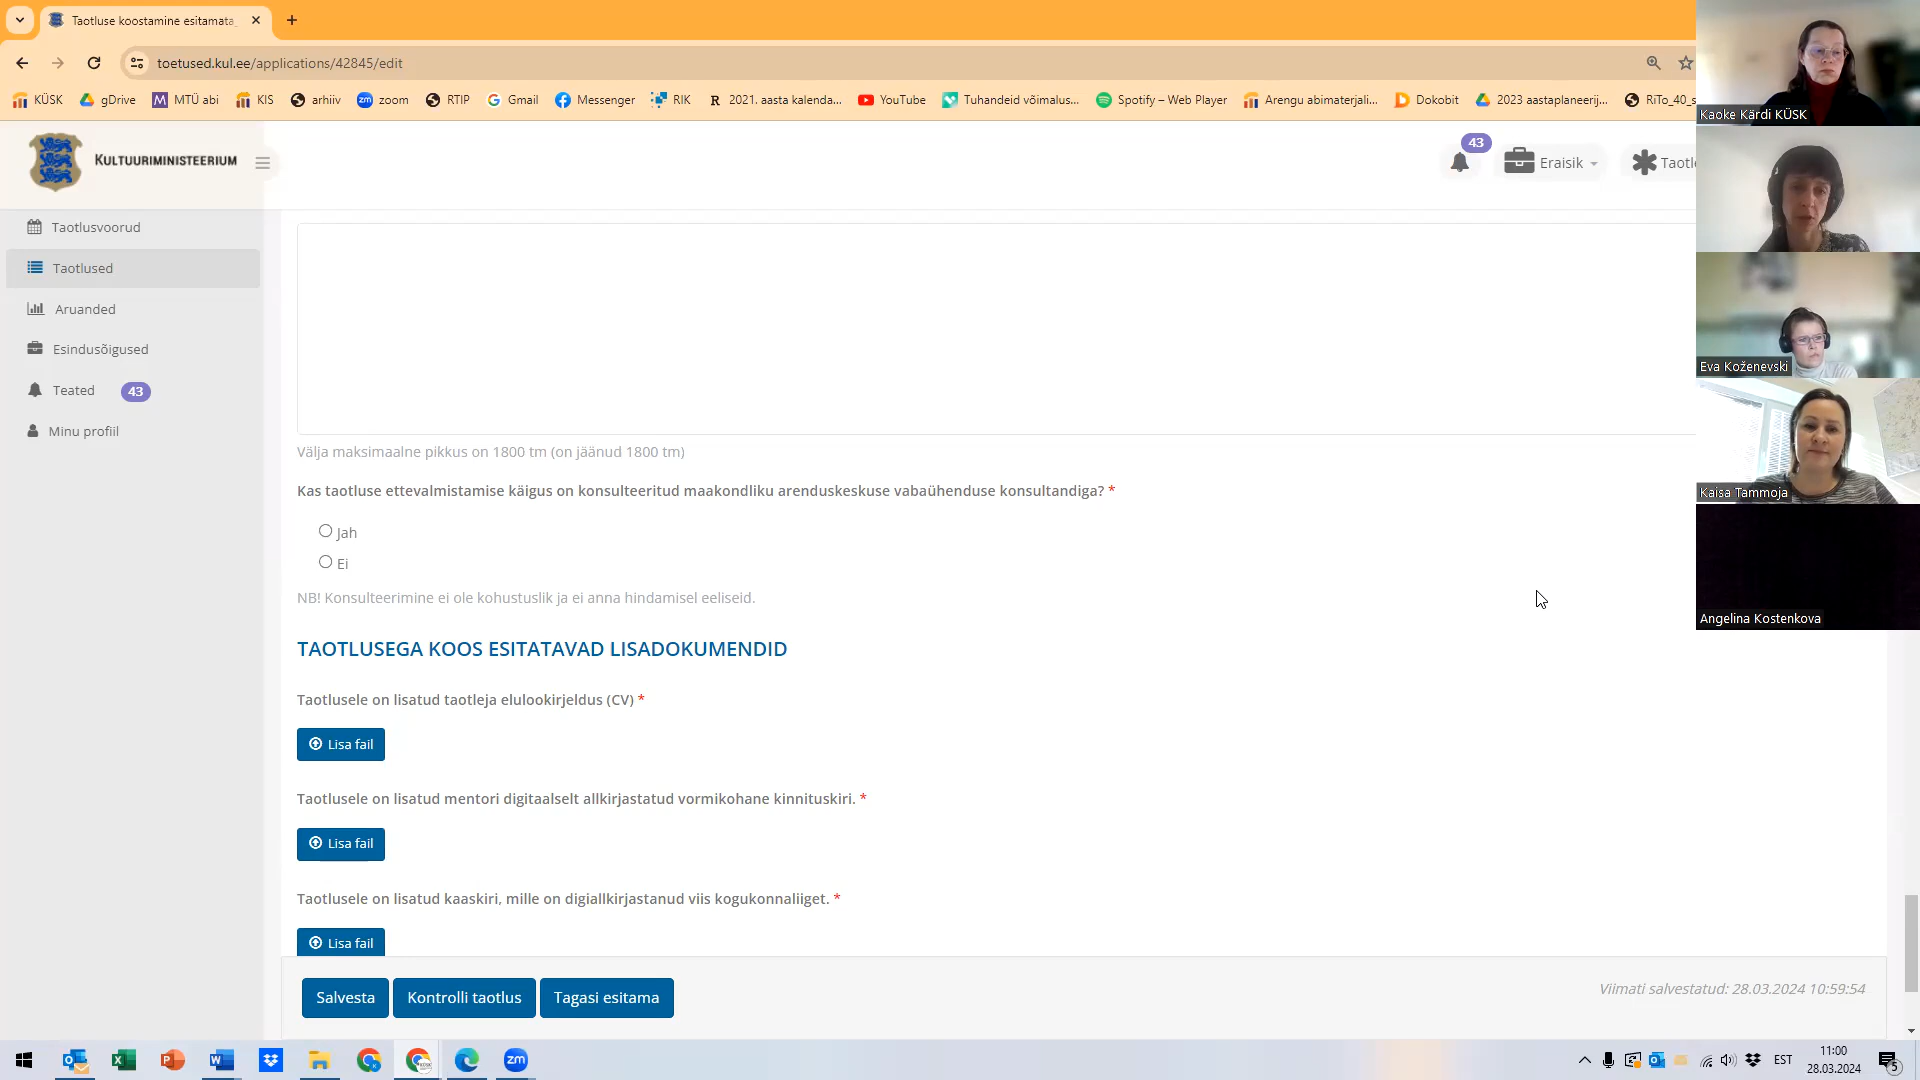 Taotluse koostamine esitamata
toetused.kul.ee/applications/42845/edit
KÜSK
gDrive
MTÜ abi
KIS
arhiiv
zoom
RTIP
Gmail
Messenger
RIK
2021. aasta kalenda...
YouTube
Tuhandeid võimalus...
Spotify – Web Player
Arengu abimaterjali...
Dokobit
2023 aastaplaneerij...
RiTo_40_s
KULTUURIMINISTEERIUM
43
Eraisik
Taotl
Taotlusvoorud
Taotlused
Aruanded
Esindusõigused
Teated 43
Minu profiil
Välja maksimaalne pikkus on 1800 tm (on jäänud 1800 tm)
Kas taotluse ettevalmistamise käigus on konsulteeritud maakondliku arenduskeskuse vabaühenduse konsultandiga? *
Jah
Ei
NB! Konsulteerimine ei ole kohustuslik ja ei anna hindamisel eeliseid.
TAOTLUSEGA KOOS ESITATAVAD LISADOKUMENDID
Taotlusele on lisatud taotleja elulookirjeldus (CV) *
Lisa fail
Taotlusele on lisatud mentori digitaalselt allkirjastatud vormikohane kinnituskiri. *
Lisa fail
Taotlusele on lisatud kaaskiri, mille on digiallkirjastanud viis kogukonnaliiget. *
Lisa fail
Salvesta
Kontrolli taotlus
Tagasi esitama
Viimati salvestatud: 28.03.2024 10:59:54
Kaoke Kärdi KÜSK
Eva Koženevski
Kaisa Tammoja
Angelina Kostenkova
EST
11:00
28.03.2024
5